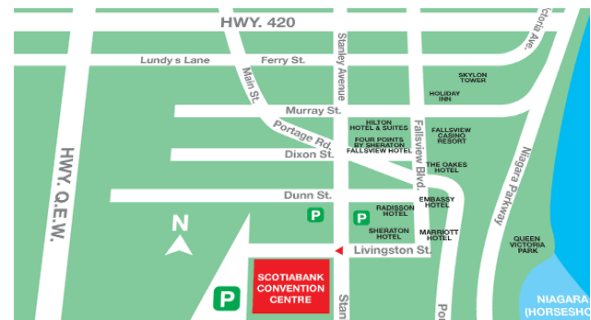 HWY. 420
Victoria Ave.
Stanley Avenue
Lundy s Lane
Ferry St.
Main St.
SKYLON
TOWER
HOLIDAY
INN
Murray St.
Portage Rd.
HILTON
HOTEL & SUITES
FOUR POINTS
BY SHERATON
FALLSVIEW HOTEL
Fallsview Blvd.
FALLSVIEW
CASINO
RESORT
HWY. Q.E.W.
Dixon St.
THE OAKES
HOTEL
Niagara Parkway
Dunn St.
EMBASSY
HOTEL
RADISSON
HOTEL
P
P
N
SHERATON
HOTEL
MARRIOTT
HOTEL
QUEEN
VICTORIA
PARK
Livingston St.
SCOTIABANK
CONVENTION
CENTRE
P
Stan
Po
NIAGARA
(HORSESHO